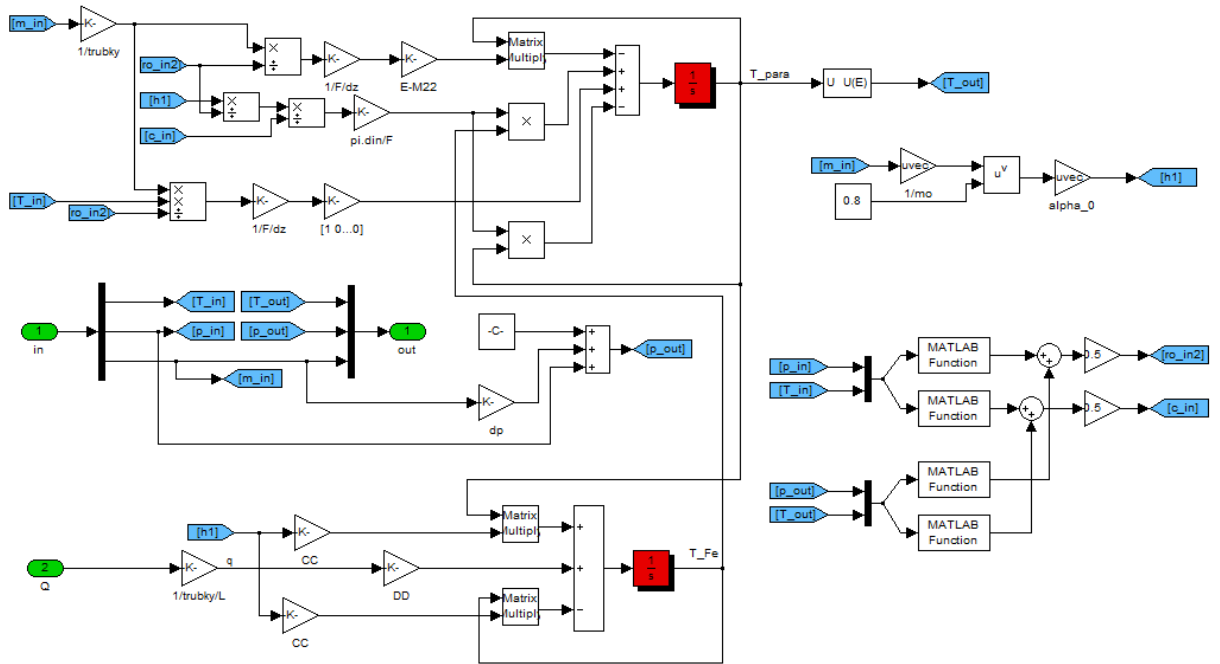 [m_in]
K-
1/trubky
×
÷
ro_in2]
K-
1/F/dz
K-
E-M22
Matrix
Multiply
−
+
+
−
1
s
T_para
U U(E)
[T_out]
[h1]
×
÷
[c_in]
×
÷
K-
pi.din/F
×
[m_in]
uvec
1/mo
0.8
u^v
uvec
alpha_0
[h1]
[T_in]
ro_in2]
×
×
÷
K-
1/F/dz
K-
[1 0...0]
×
1
in
[T_in]
[T_out]
[p_in]
[p_out]
[m_in]
1
out
-C-
+
+
+
[p_out]
K-
dp
[p_in]
[T_in]
MATLAB
Function
MATLAB
Function
+
+
+
+
0.5
[ro_in2]
0.5
[c_in]
[p_out]
[T_out]
MATLAB
Function
MATLAB
Function
[h1]
K-
CC
Matrix
Multiply
+
+
−
1
s
T_Fe
2
Q
K-
1/trubky/L
q
K-
DD
K-
CC
Matrix
Multiply